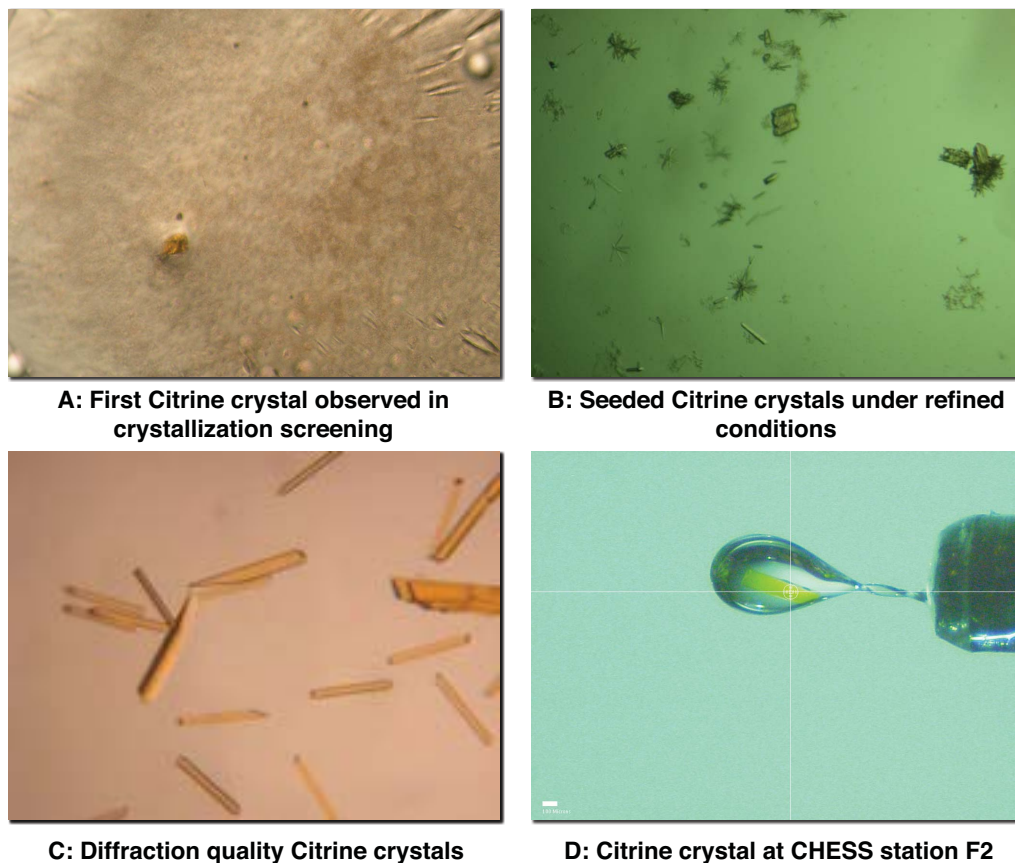 A: First Citrine crystal observed in
crystallization screening
B: Seeded Citrine crystals under refined
conditions
C: Diffraction quality Citrine crystals
D: Citrine crystal at CHESS station F2